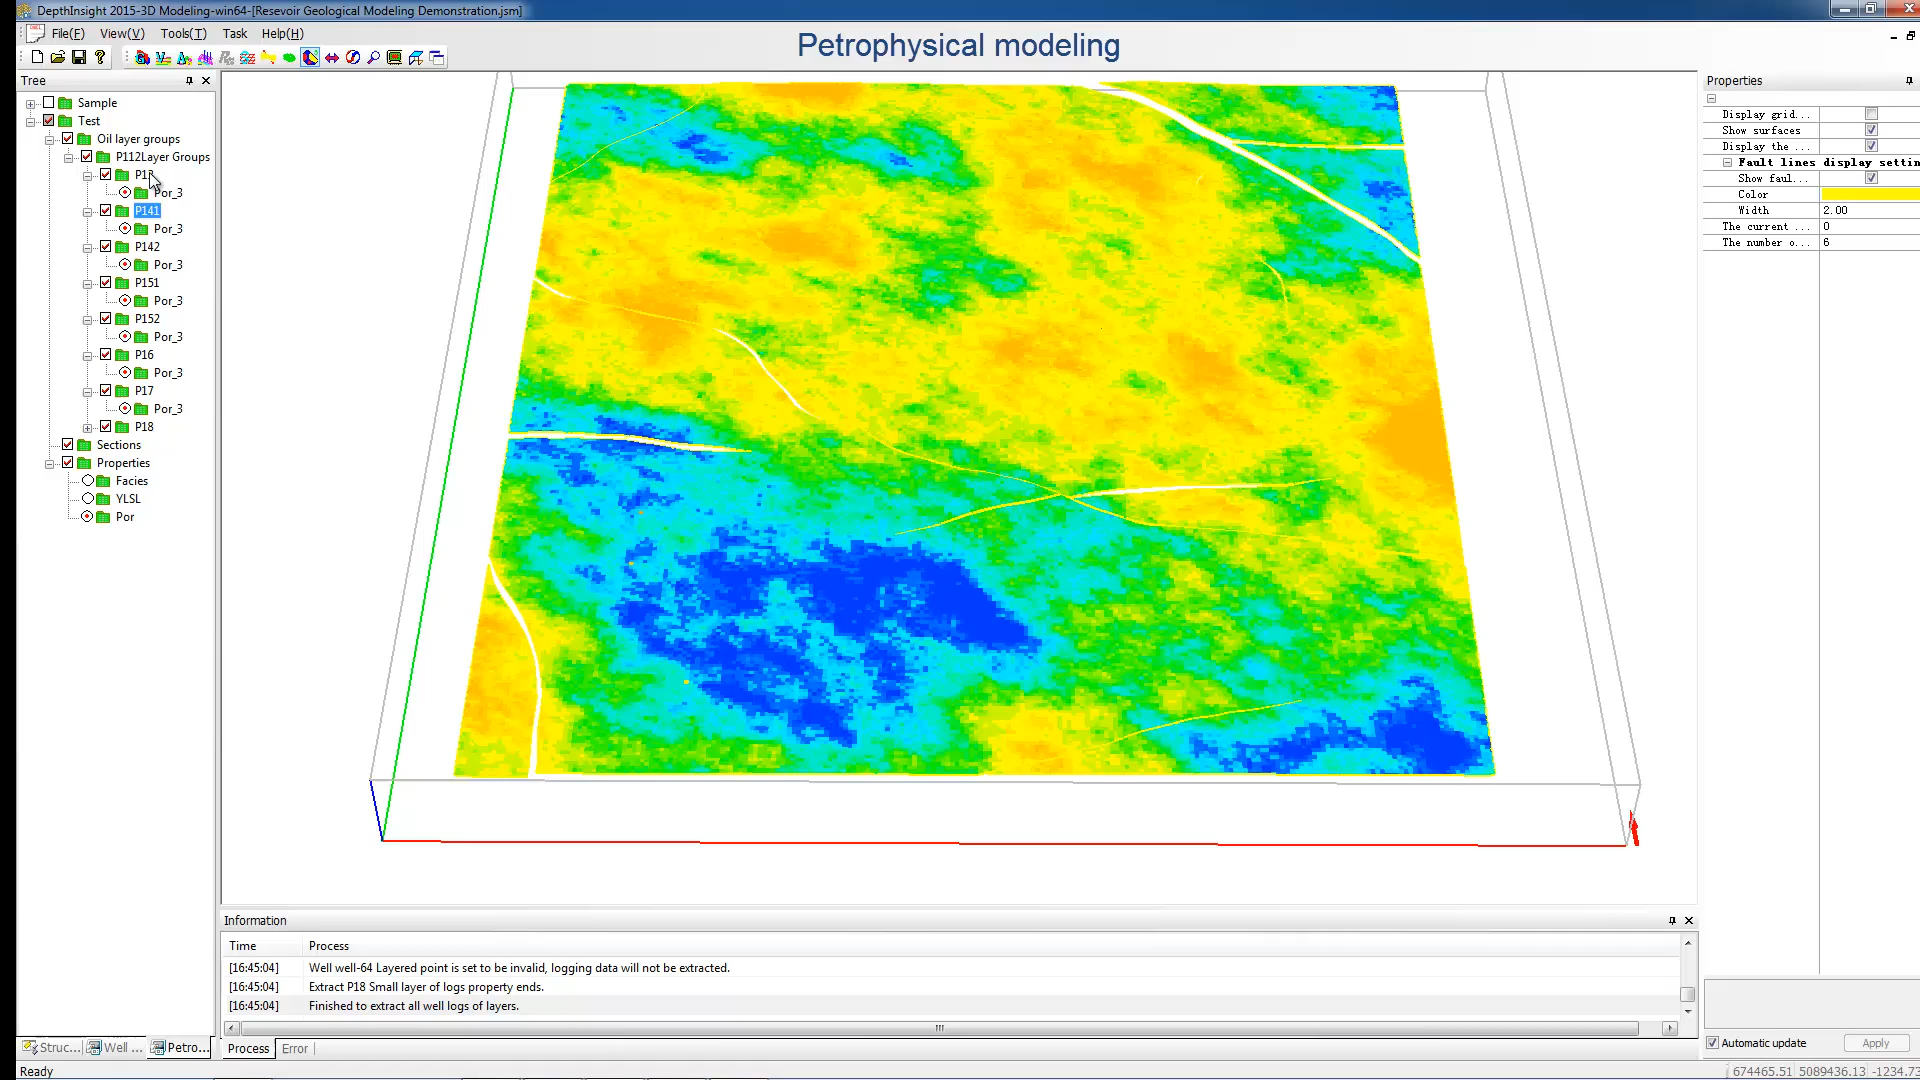 DepthInsight 2015-3D Modeling-win64-[Resevoir Geological Modeling Demonstration.jsm]
File(F) View(V) Tools(T) Task Help(H)
Petrophysical modeling
Tree
Sample
Test
Oil layer groups
P112Layer Groups
Por_3
P141
Por_3
P142
Por_3
P151
Por_3
P152
Por_3
P16
Por_3
P17
Por_3
P18
Sections
Properties
Facies
YLSL
Por
Struc... Well ... Petro...
Ready
Properties
Display grid...
Show surfaces
Display the ...
Fault lines display settin
Show faul...
Color
Width 2.00
The current ... 0
The number o... 6
Information
Time Process
[16:45:04] Well well-64 Layered point is set to be invalid, logging data will not be extracted.
[16:45:04] Extract P18 Small layer of logs property ends.
[16:45:04] Finished to extract all well logs of layers.
Process Error
Automatic update Apply
674465.51 5089436.13 -1234.73